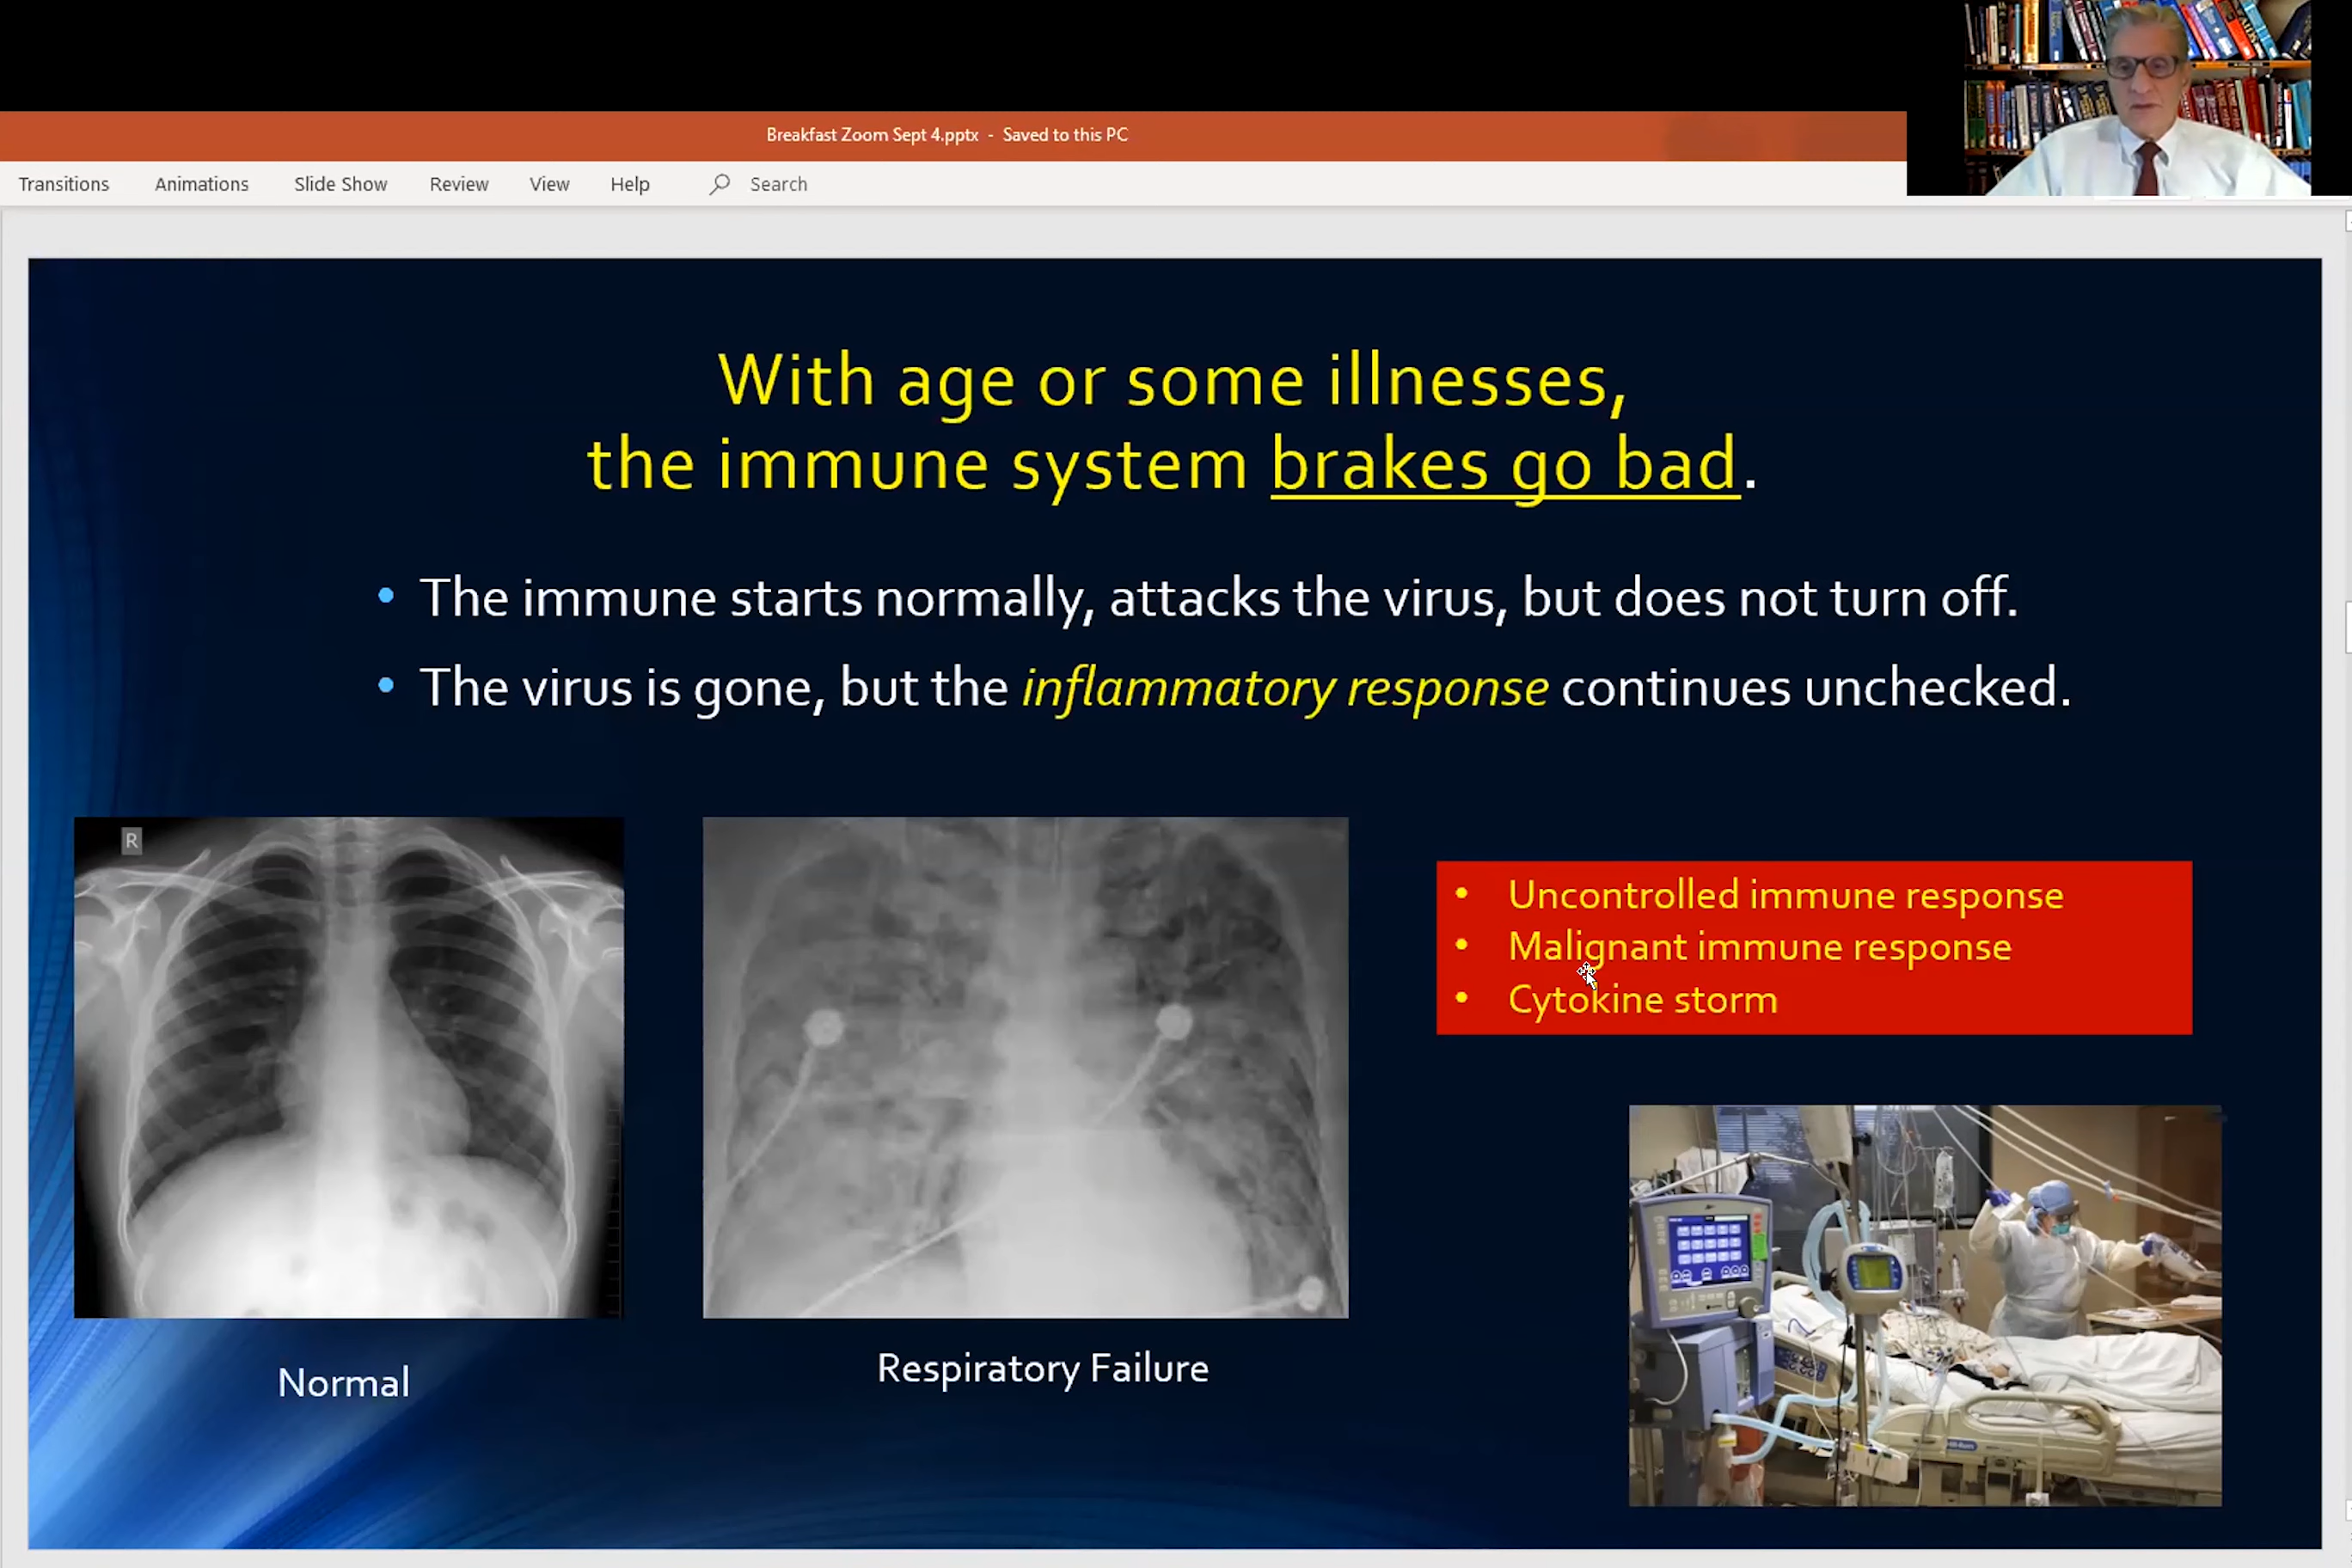 Breakfast Zoom Sept 4.pptx - Saved to this PC
Transitions Animations Slide Show Review View Help Search
With age or some illnesses,
the immune system brakes go bad.
• The immune starts normally, attacks the virus, but does not turn off.
• The virus is gone, but the inflammatory response continues unchecked.
R
• Uncontrolled immune response
• Malignant immune response
• Cytokine storm
Normal
Respiratory Failure